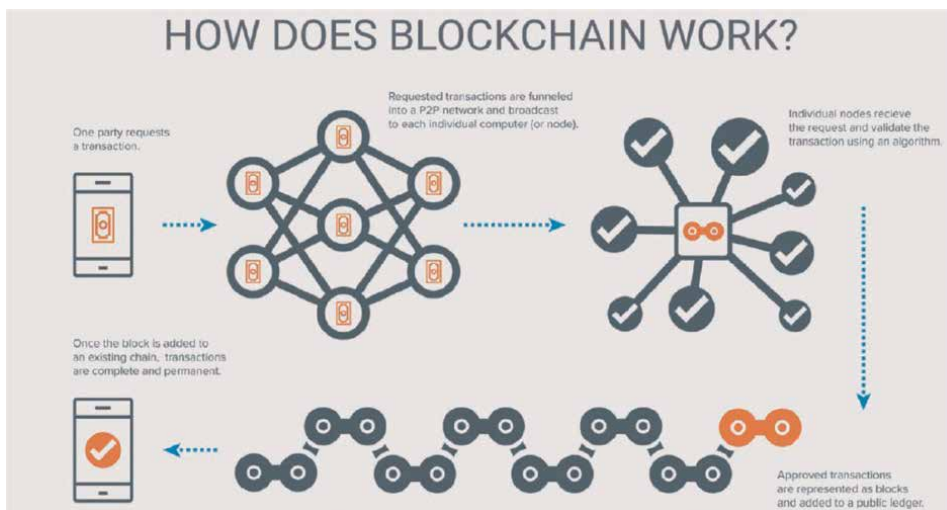 HOW DOES BLOCKCHAIN WORK?
One party requests
a transaction.
Requested transactions are funneled
into a P2P network and broadcast
to each individual computer (or node).
Individual nodes recieve
the request and validate the
transaction using an algorithm.
Approved transactions
are represented as blocks
and added to a public ledger.
Once the block is added to
an existing chain, transactions
are complete and permanent.